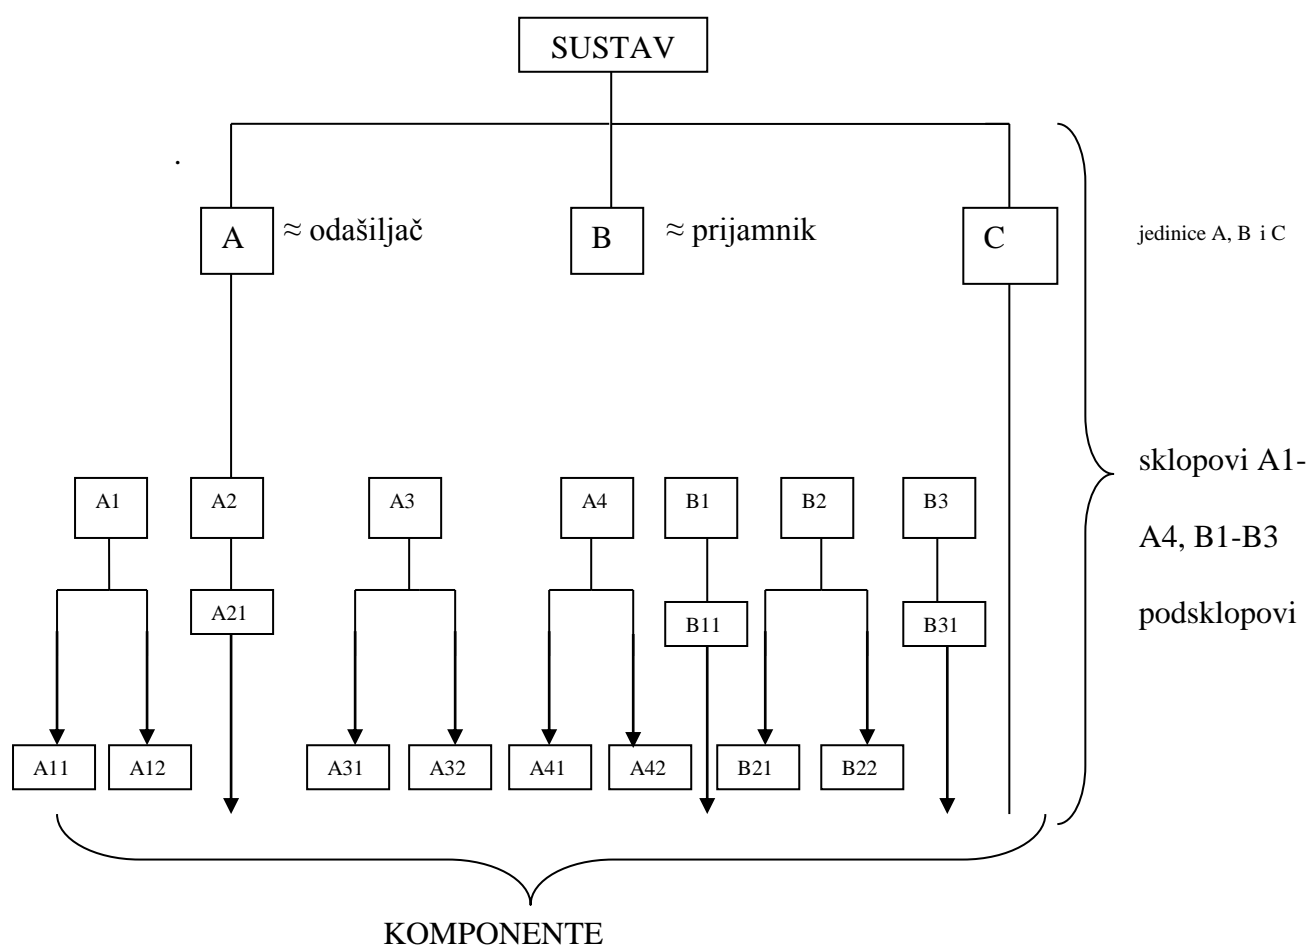 SUSTAV
.
A
≈ odašiljač
B
≈ prijamnik
C
jedinice A, B i C
sklopovi A1-
A4, B1-B3
podsklopovi
A1
A2
A3
A4
B1
B2
B3
A21
B11
B31
A11
A12
A31
A32
A41
A42
B21
B22
KOMPONENTE